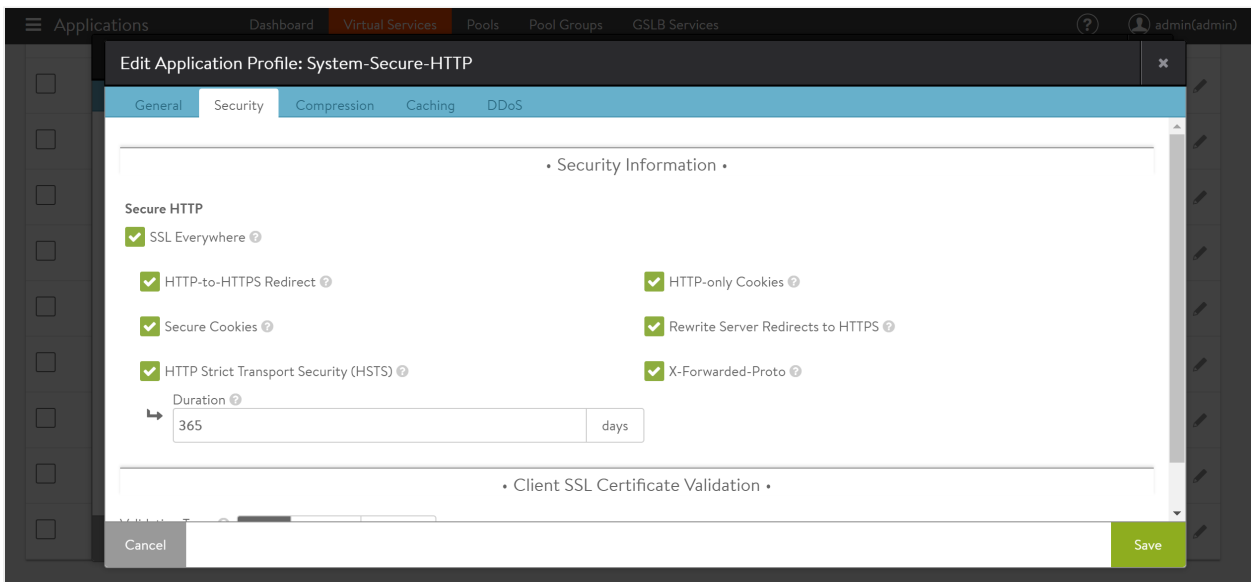 Applications Dashboard Virtual Services Pools Pool Groups GSLB Services ? admin(admin)
Edit Application Profile: System-Secure-HTTP
General Security Compression Caching DDoS
• Security Information •
Secure HTTP
SSL Everywhere ?
HTTP-to-HTTPS Redirect ? HTTP-only Cookies ?
Secure Cookies ? Rewrite Server Redirects to HTTPS ?
HTTP Strict Transport Security (HSTS) ? X-Forwarded-Proto ?
Duration ?
365 days
• Client SSL Certificate Validation •
Cancel Save